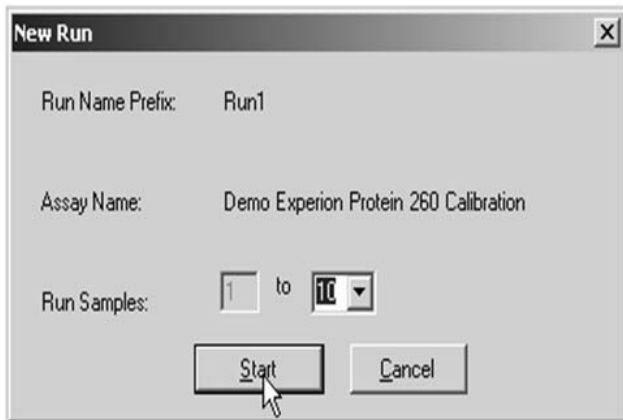 New Run
Run Name Prefix: Run1
Assay Name: Demo Experion Protein 260 Calibration
Run Samples: 1 to 10
Start Cancel